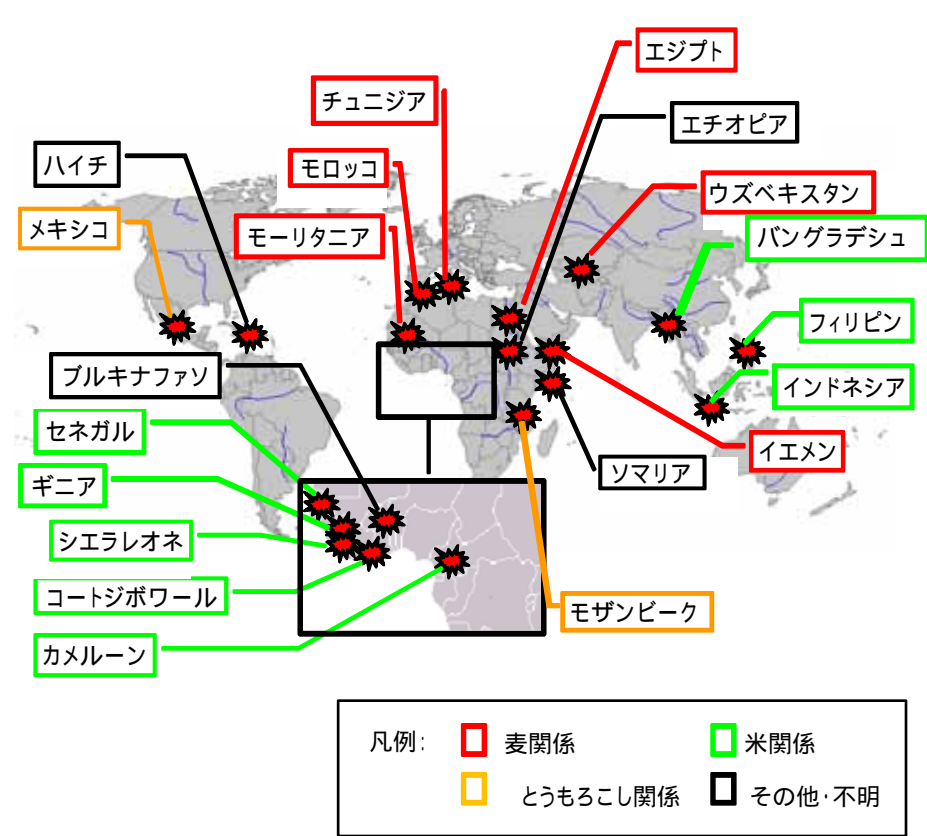 エジプト
チュニジア
エチオピア
ハイチ
モロッコ
ウズベキスタン
メキシコ
モーリタニア
バングラデシュ
フィリピン
ブルキナファソ
インドネシア
セネガル
イエメン
ソマリア
ギニア
シエラレオネ
コートジボワール
モザンビーク
カメルーン
凡例: 麦関係 米関係
とうもろこし関係 その他・不明